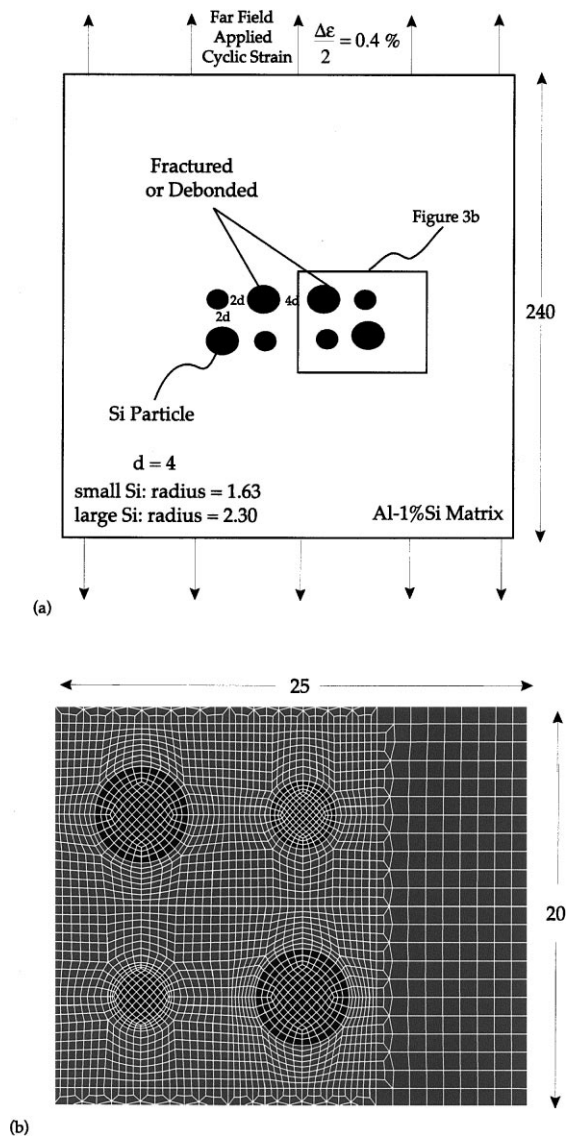 Far Field
Applied
Cyclic Strain
Δε/2 = 0.4 %
Fractured
or Debonded
Figure 3b
2d
4d
2d
240
Si Particle
d = 4
small Si: radius = 1.63
large Si: radius = 2.30
Al-1%Si Matrix
(a)
25
20
(b)